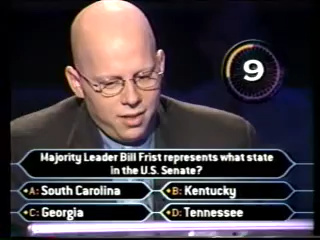 9
Majority Leader Bill Frist represents what state
in the U.S. Senate?
A: South Carolina
B: Kentucky
C: Georgia
D: Tennessee